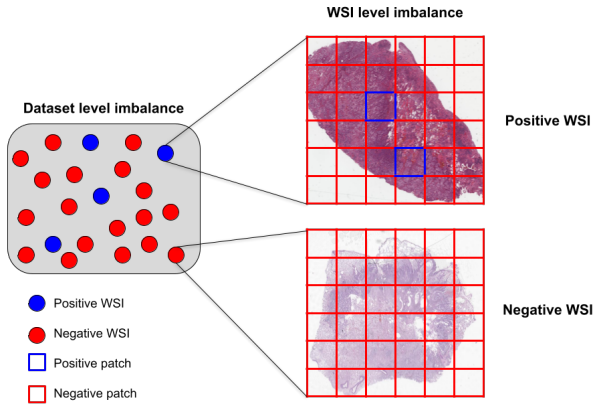 WSI level imbalance
Dataset level imbalance
Positive WSI
Negative WSI
Positive WSI
Negative WSI
Positive patch
Negative patch